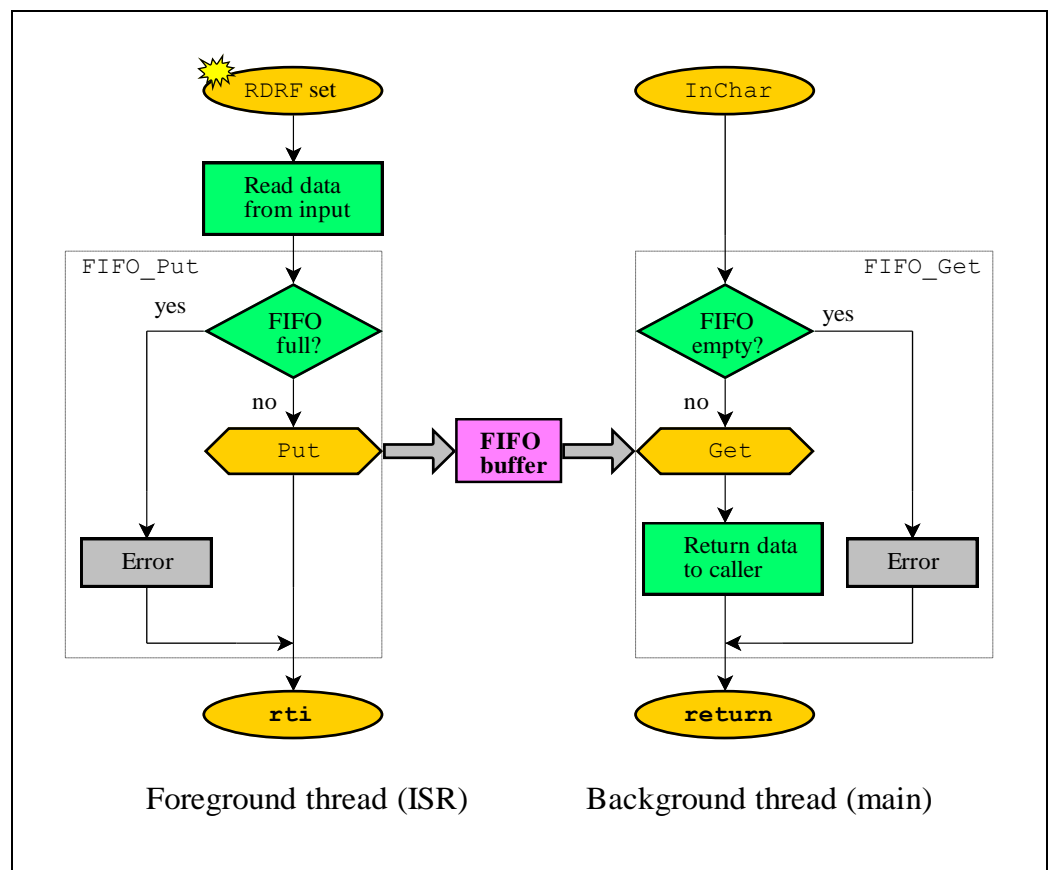 RDRF set
InChar
Read data
from input
FIFO_Put
FIFO_Get
yes
FIFO
full?
FIFO
empty?
yes
no
no
Put
FIFO
buffer
Get
Error
Return data
to caller
Error
rti
return
Foreground thread (ISR)
Background thread (main)